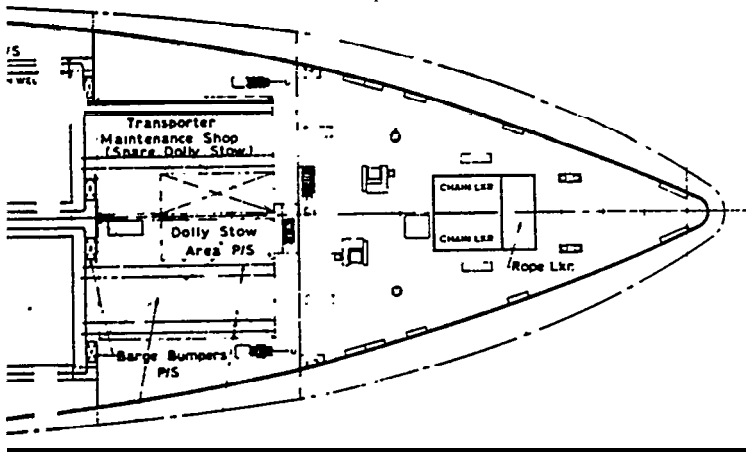 /S
Transporter
Maintenance Shop
(Spare Dolly Stow.)
CHAIN LKR
Dolly Stow
Area P/S
CHAIN LKR
Rope Lkr.
Barge Bumpers
P/S